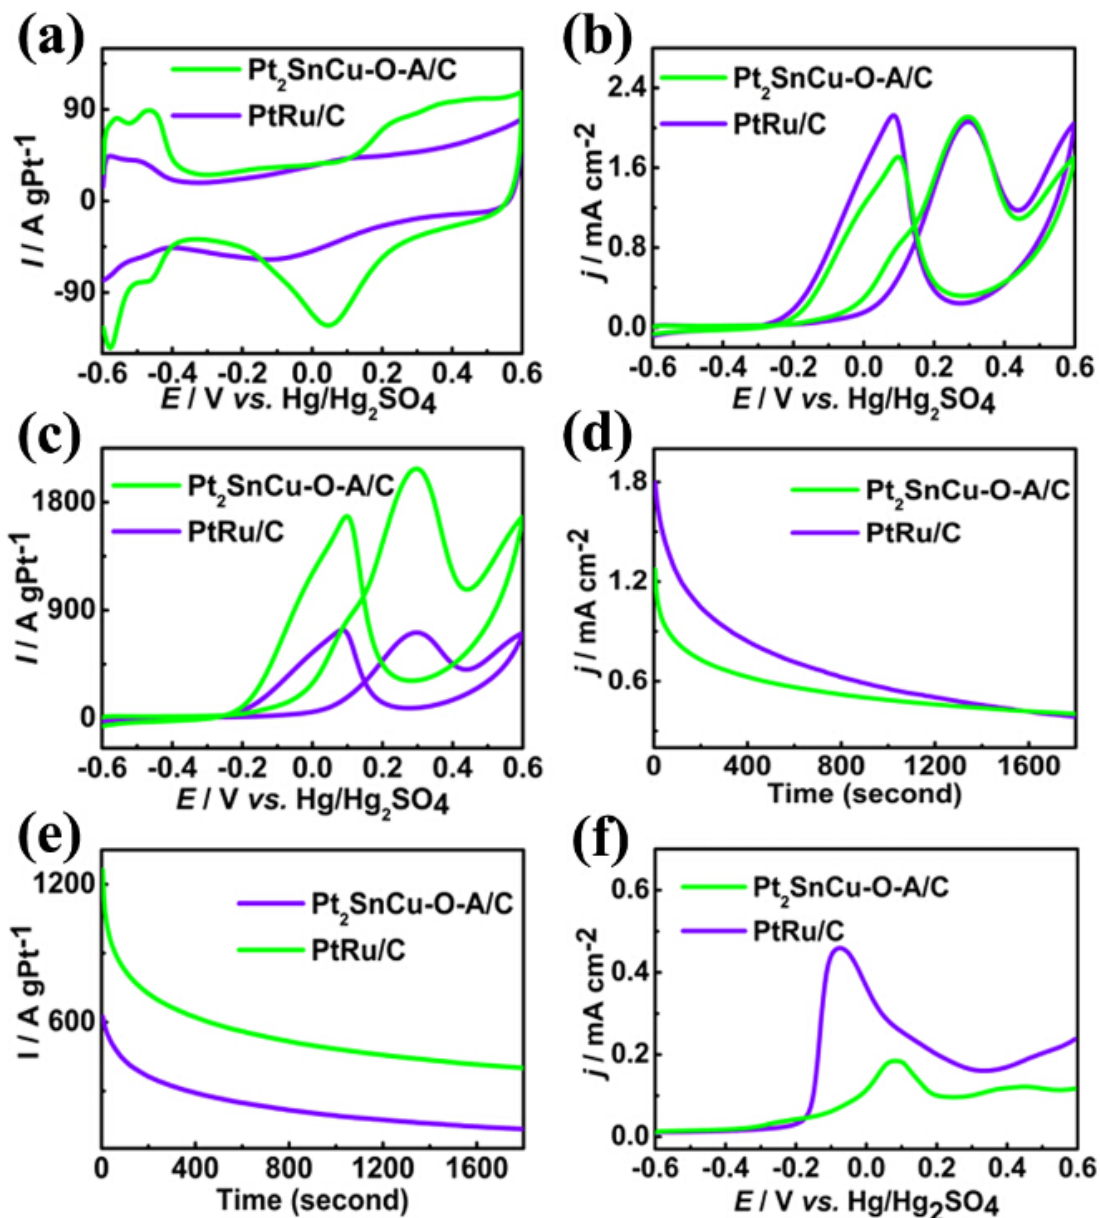 (a)
Pt2SnCu-O-A/C
PtRu/C
90
0
-90
I / A gPt-1
-0.6 -0.4 -0.2 0.0 0.2 0.4 0.6
E / V vs. Hg/Hg2SO4
(b)
Pt2SnCu-O-A/C
PtRu/C
2.4
1.6
0.8
0.0
j / mA cm-2
-0.6 -0.4 -0.2 0.0 0.2 0.4 0.6
E / V vs. Hg/Hg2SO4
(c)
Pt2SnCu-O-A/C
PtRu/C
1800
900
0
I / A gPt-1
-0.6 -0.4 -0.2 0.0 0.2 0.4 0.6
E / V vs. Hg/Hg2SO4
(d)
Pt2SnCu-O-A/C
PtRu/C
1.8
1.2
0.6
j / mA cm-2
0 400 800 1200 1600
Time (second)
(e)
Pt2SnCu-O-A/C
PtRu/C
1200
600
I / A gPt-1
0 400 800 1200 1600
Time (second)
(f)
Pt2SnCu-O-A/C
PtRu/C
0.6
0.4
0.2
0.0
j / mA cm-2
-0.6 -0.4 -0.2 0.0 0.2 0.4 0.6
E / V vs. Hg/Hg2SO4